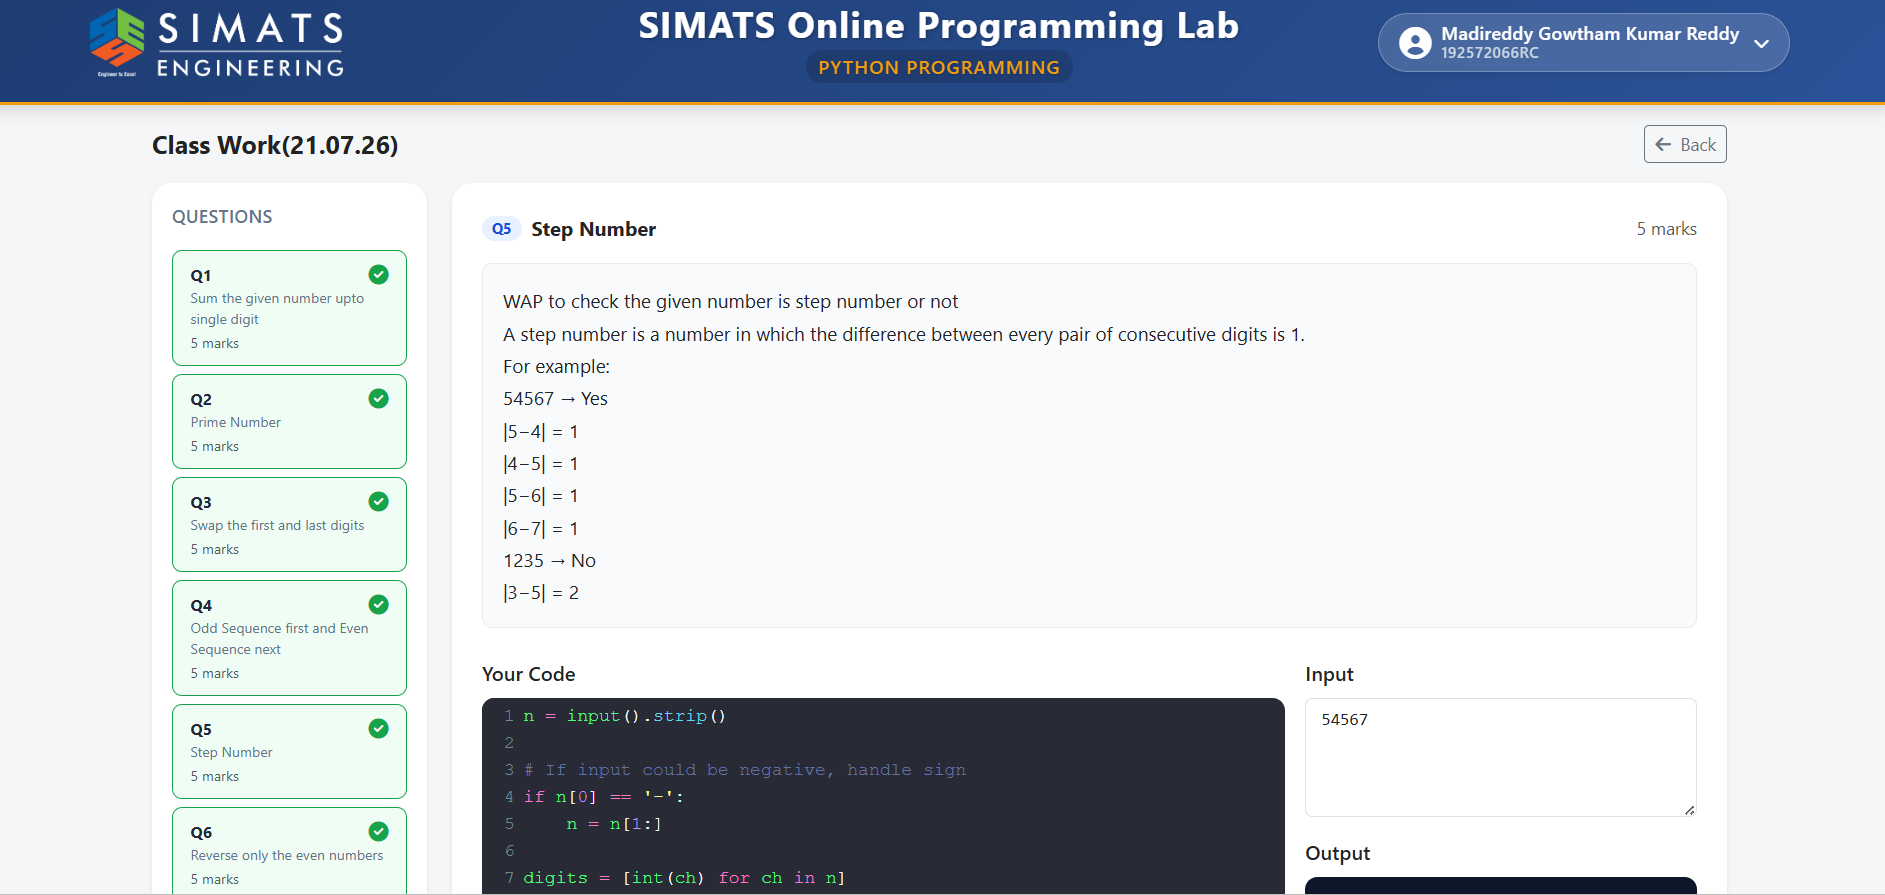 SIMATS
ENGINEERING
Engineer to Excel
SIMATS Online Programming Lab
PYTHON PROGRAMMING
Madireddy Gowtham Kumar Reddy
192572066RC
Class Work(21.07.26)
Back
QUESTIONS
Q1
Sum the given number upto
single digit
5 marks
Q2
Prime Number
5 marks
Q3
Swap the first and last digits
5 marks
Q4
Odd Sequence first and Even
Sequence next
5 marks
Q5
Step Number
5 marks
Q6
Reverse only the even numbers
5 marks
Q5 Step Number
5 marks
WAP to check the given number is step number or not
A step number is a number in which the difference between every pair of consecutive digits is 1.
For example:
54567 → Yes
|5−4| = 1
|4−5| = 1
|5−6| = 1
|6−7| = 1
1235 → No
|3−5| = 2
Your Code
1 n = input().strip()
2
3 # If input could be negative, handle sign
4 if n[0] == '-':
5     n = n[1:]
6
7 digits = [int(ch) for ch in n]
Input
54567
Output